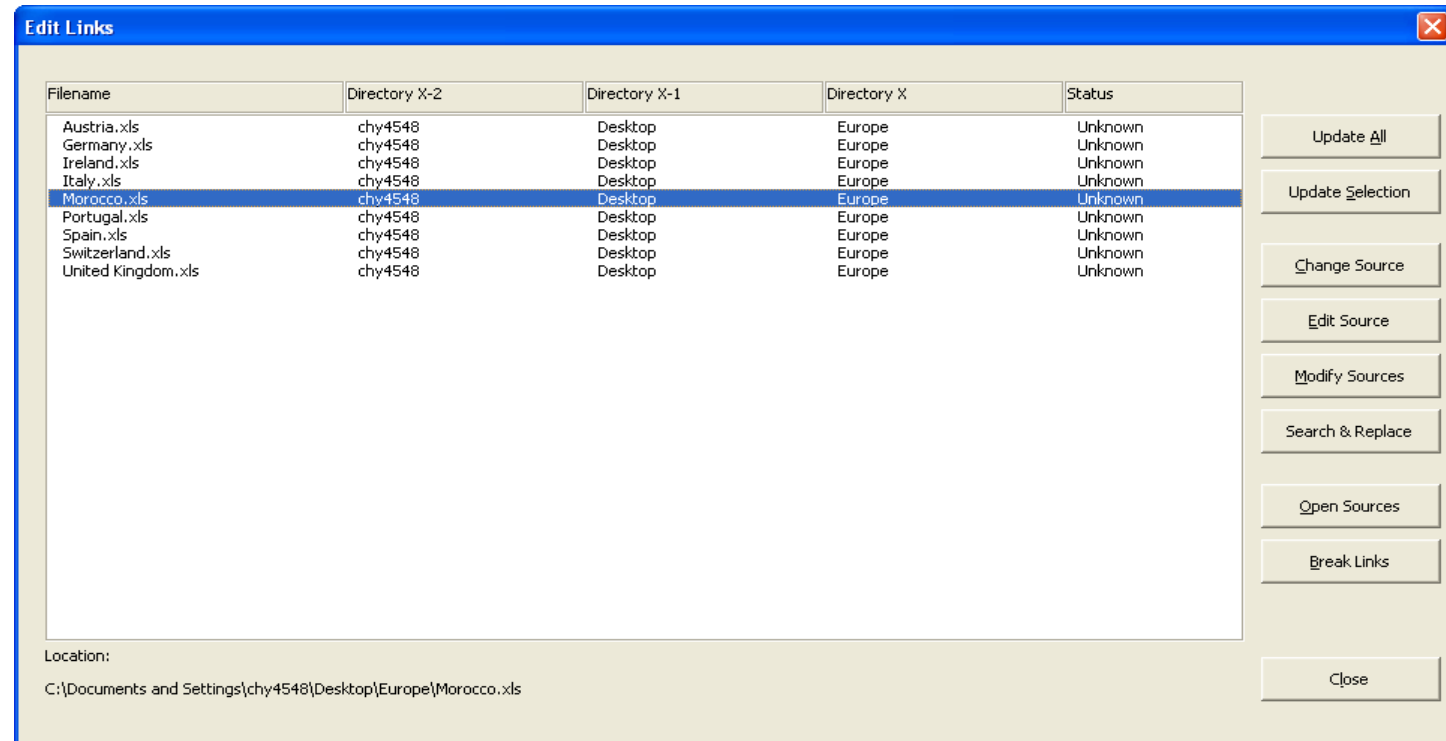 Edit Links
Filename Directory X-2 Directory X-1 Directory X Status
Austria.xls chy4548 Desktop Europe Unknown
Germany.xls chy4548 Desktop Europe Unknown
Ireland.xls chy4548 Desktop Europe Unknown
Italy.xls chy4548 Desktop Europe Unknown
Morocco.xls chy4548 Desktop Europe Unknown
Portugal.xls chy4548 Desktop Europe Unknown
Spain.xls chy4548 Desktop Europe Unknown
Switzerland.xls chy4548 Desktop Europe Unknown
United Kingdom.xls chy4548 Desktop Europe Unknown
Update All
Update Selection
Change Source
Edit Source
Modify Sources
Search & Replace
Open Sources
Break Links
Close
Location:
C:\Documents and Settings\chy4548\Desktop\Europe\Morocco.xls